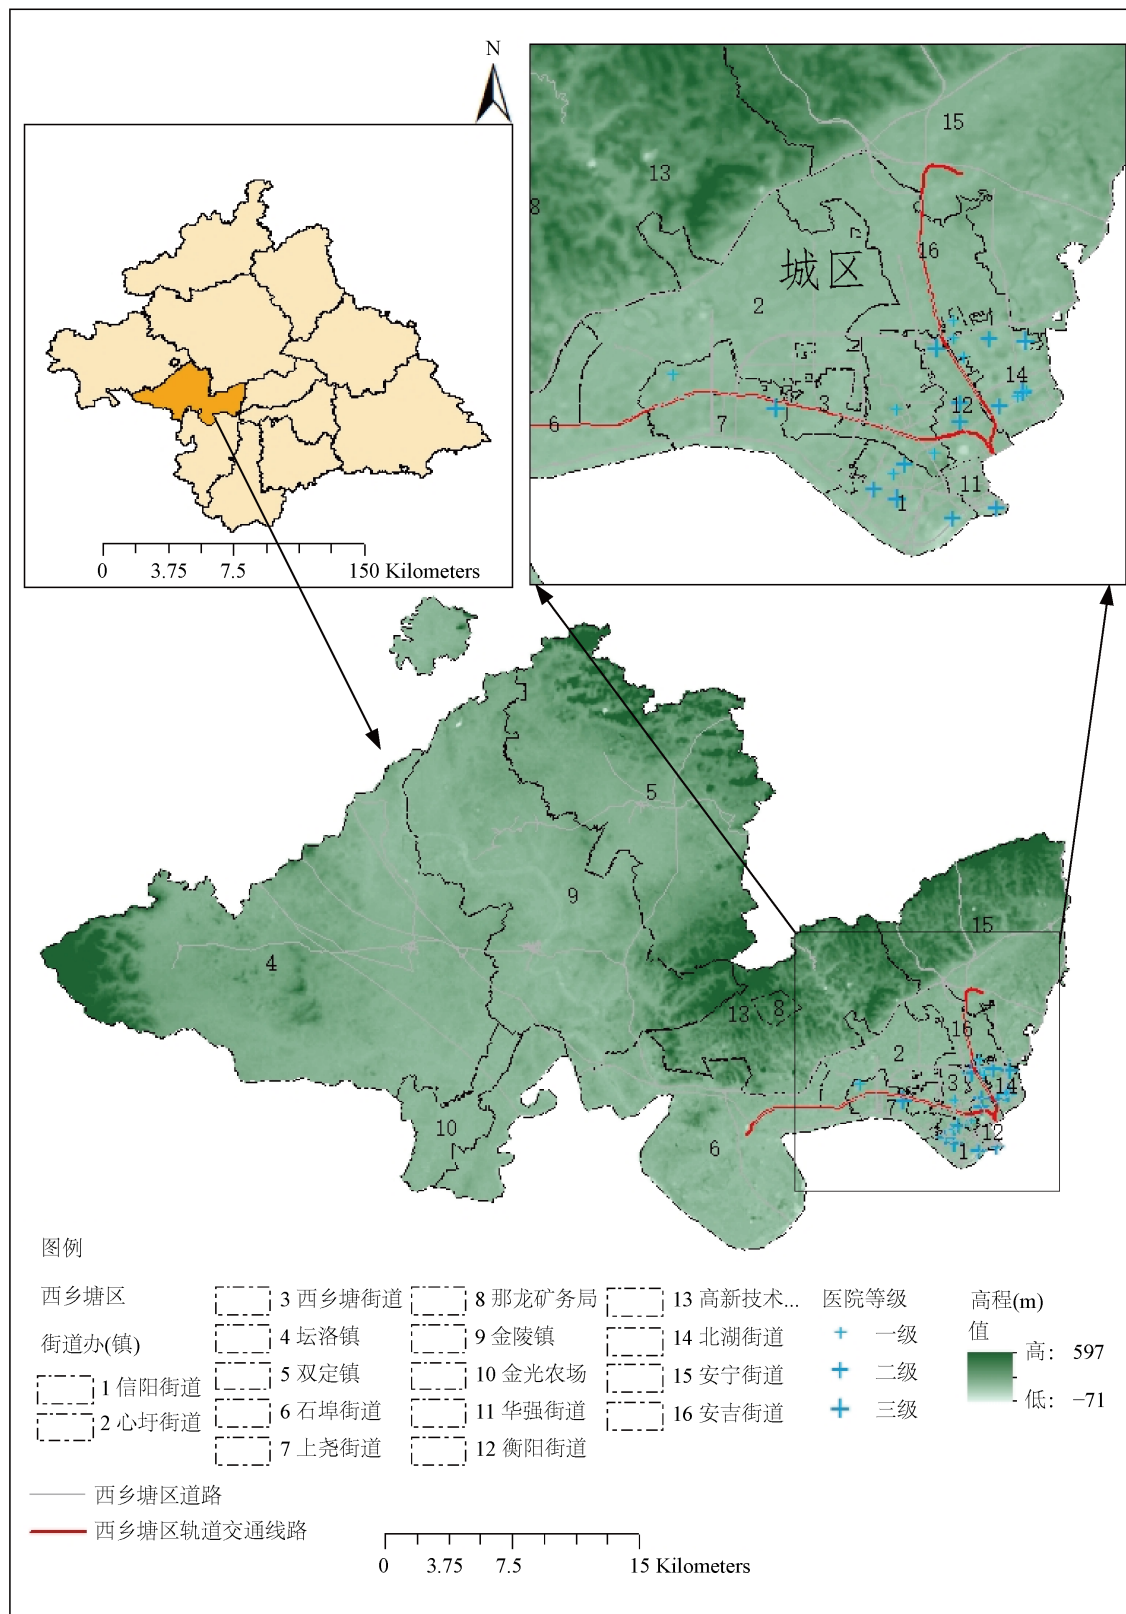 N
0 3.75 7.5 150 Kilometers
15
13
8
16
城区
2
14
3
12
6
7
11
1
5
9
15
4
13
8
16
2
3
14
7
10
6
12
1
图例
西乡塘区
街道办(镇)
1 信阳街道
2 心圩街道
3 西乡塘街道
4 坛洛镇
5 双定镇
6 石埠街道
7 上尧街道
8 那龙矿务局
9 金陵镇
10 金光农场
11 华强街道
12 衡阳街道
13 高新技术...
14 北湖街道
15 安宁街道
16 安吉街道
医院等级
一级
二级
三级
高程(m)
值
高: 597
低: −71
西乡塘区道路
西乡塘区轨道交通线路
0 3.75 7.5 15 Kilometers